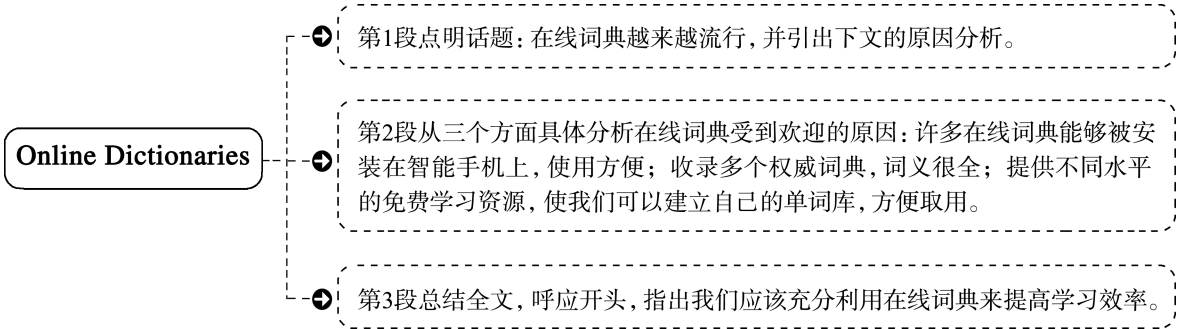 第1段点明话题：在线词典越来越流行，并引出下文的原因分析。
Online Dictionaries
第2段从三个方面具体分析在线词典受到欢迎的原因：许多在线词典能够被安
装在智能手机上，使用方便；收录多个权威词典，词义很全；提供不同水平
的免费学习资源，使我们可以建立自己的单词库，方便取用。
第3段总结全文，呼应开头，指出我们应该充分利用在线词典来提高学习效率。